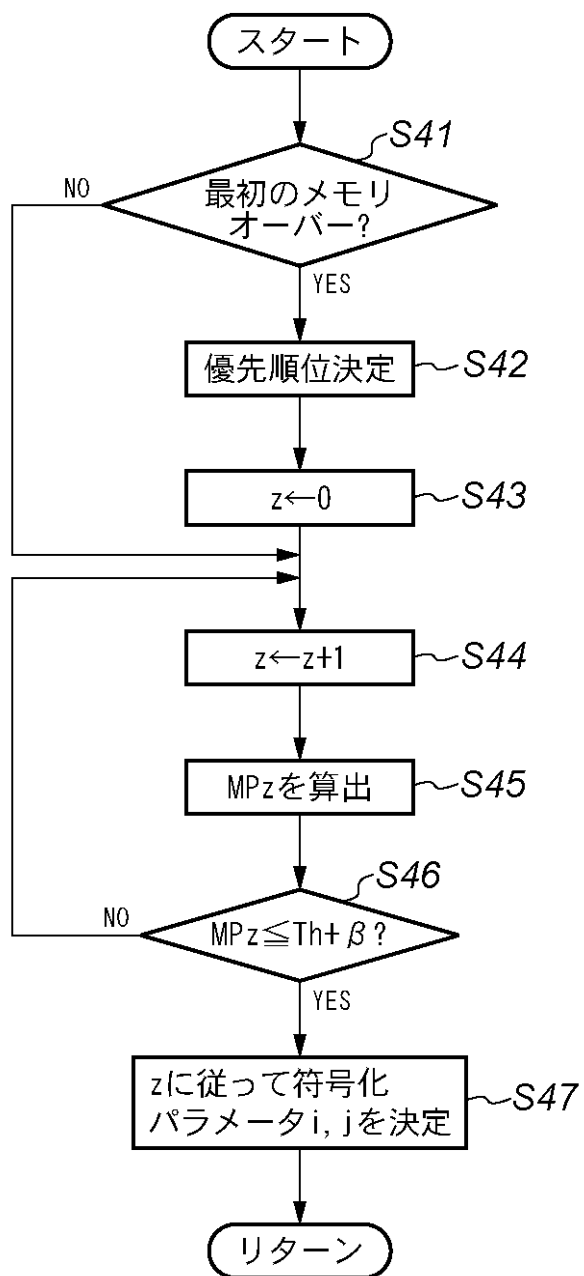 スタート
S41
NO
最初のメモリ
オーバー?
YES
優先順位決定
S42
z←0
S43
z←z+1
S44
MPzを算出
S45
S46
NO
MPz≦Th+β?
YES
zに従って符号化
パラメータi, jを決定
S47
リターン